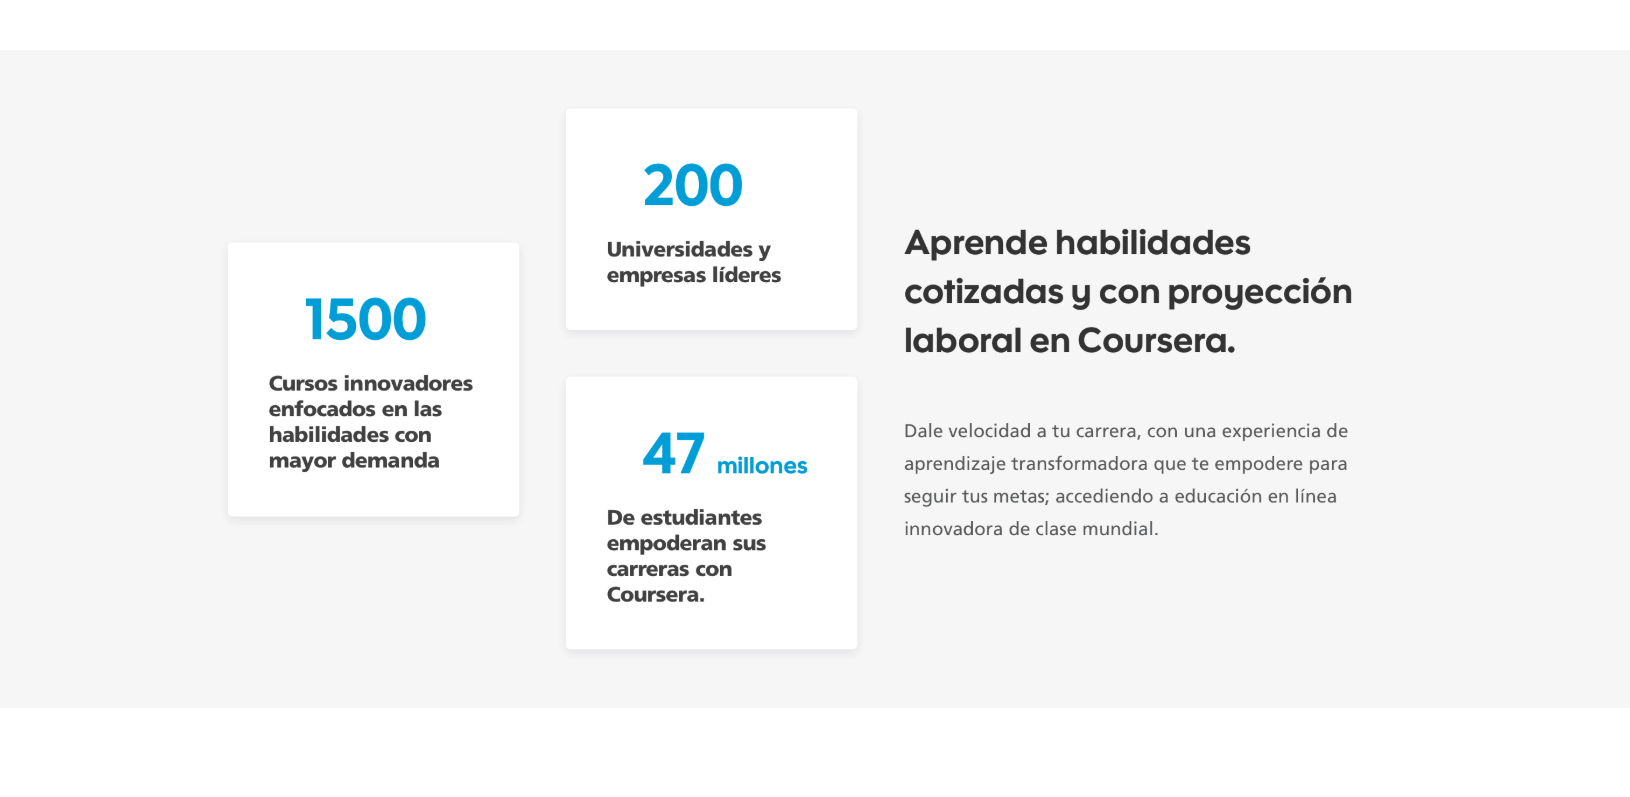 1500
Cursos innovadores
enfocados en las
habilidades con
mayor demanda
200
Universidades y
empresas líderes
47 millones
De estudiantes
empoderan sus
carreras con
Coursera.
Aprende habilidades
cotizadas y con proyección
laboral en Coursera.
Dale velocidad a tu carrera, con una experiencia de
aprendizaje transformadora que te empodere para
seguir tus metas; accediendo a educación en línea
innovadora de clase mundial.